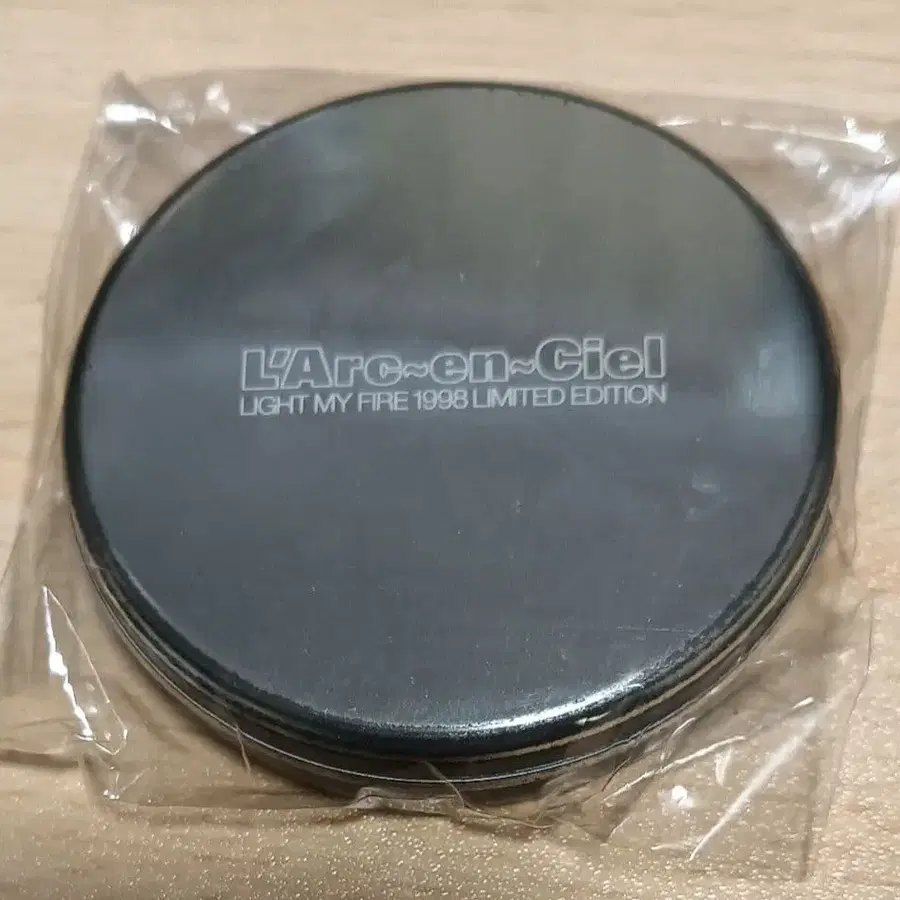 L'Arc~en~Ciel
LIGHT MY FIRE 1998 LIMITED EDITION